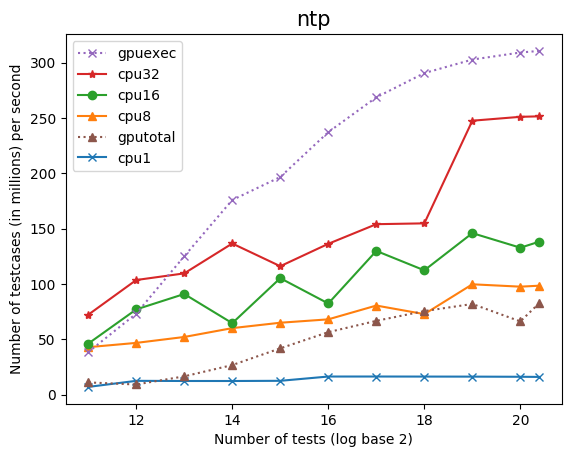 ntp
Number of testcases (in millions) per second
300
250
200
150
100
50
0
gpuexec
cpu32
cpu16
cpu8
gputotal
cpu1
12 14 16 18 20
Number of tests (log base 2)